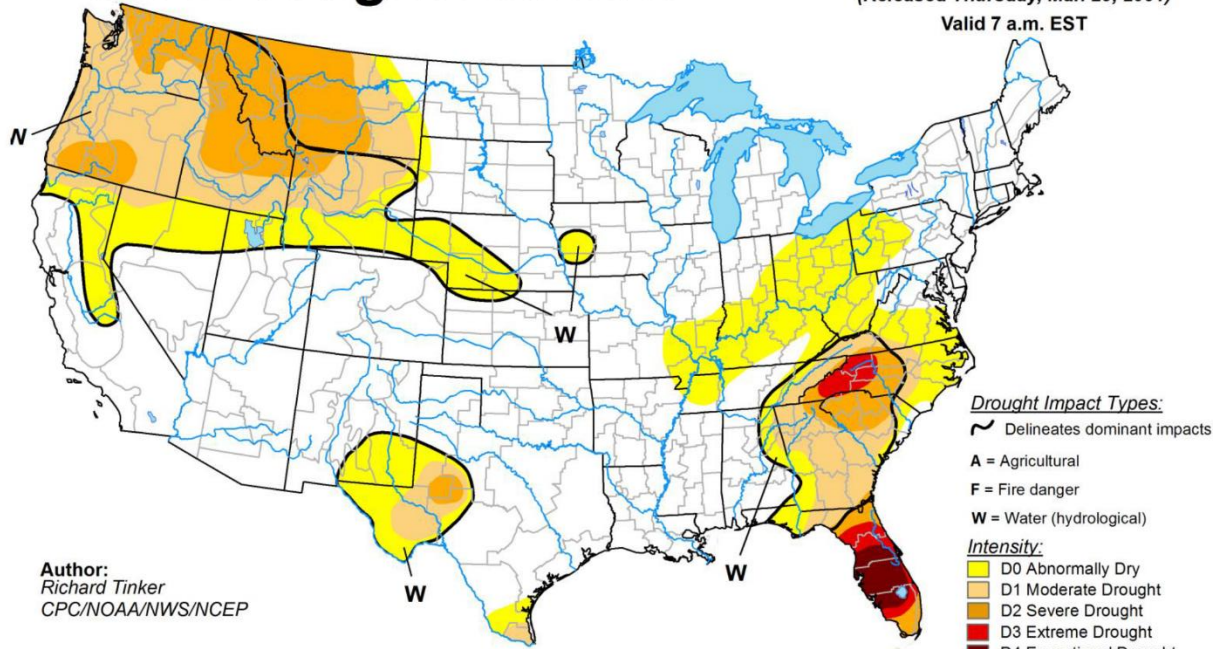 Valid 7 a.m. EST
N
W
W
W
Drought Impact Types:
Delineates dominant impacts
A = Agricultural
F = Fire danger
W = Water (hydrological)
Intensity:
D0 Abnormally Dry
D1 Moderate Drought
D2 Severe Drought
D3 Extreme Drought
Author:
Richard Tinker
CPC/NOAA/NWS/NCEP